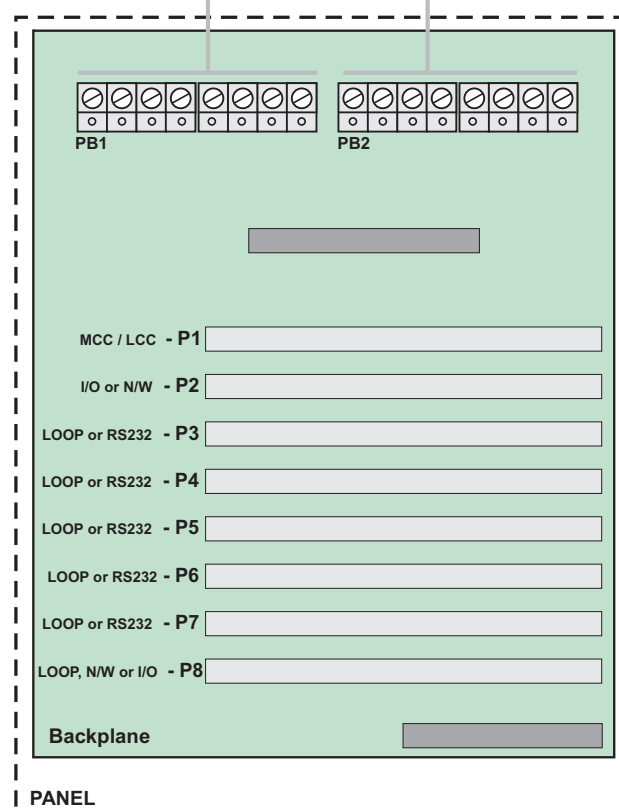 PB1
PB2
MCC / LCC - P1
I/O or N/W - P2
LOOP or RS232 - P3
LOOP or RS232 - P4
LOOP or RS232 - P5
LOOP or RS232 - P6
LOOP or RS232 - P7
LOOP, N/W or I/O - P8
Backplane
PANEL